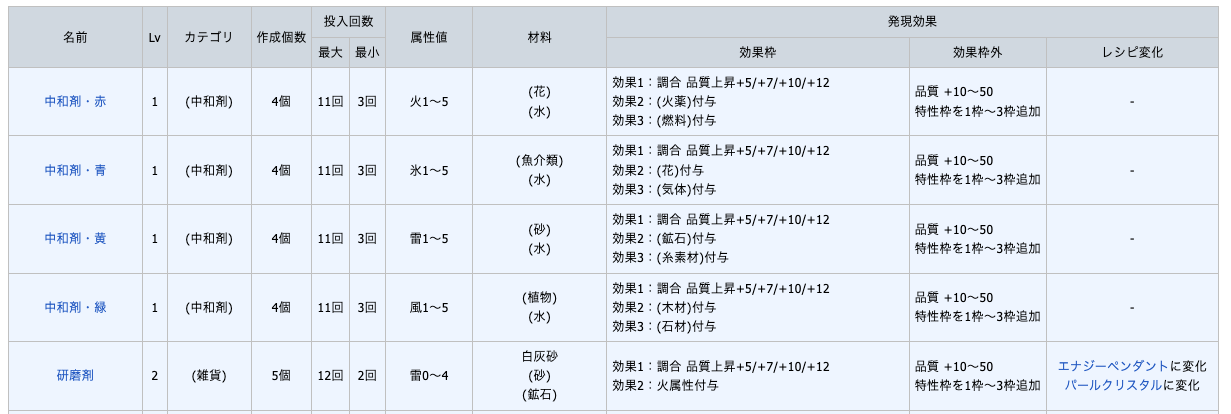 名前 Lv カテゴリ 作成個数 投入回数 属性値 材料 発現効果
最大 最小 効果枠 効果枠外 レシピ変化
中和剤・赤 1 (中和剤) 4個 11回 3回 火1～5
(花)
(水)
効果1：調合 品質上昇+5/+7/+10/+12
効果2：(火薬)付与
効果3：(燃料)付与
品質 +10～50
特性枠を1枠～3枠追加
-
中和剤・青 1 (中和剤) 4個 11回 3回 氷1～5
(魚介類)
(水)
効果1：調合 品質上昇+5/+7/+10/+12
効果2：(花)付与
効果3：(気体)付与
品質 +10～50
特性枠を1枠～3枠追加
-
中和剤・黄 1 (中和剤) 4個 11回 3回 雷1～5
(砂)
(水)
効果1：調合 品質上昇+5/+7/+10/+12
効果2：(鉱石)付与
効果3：(糸素材)付与
品質 +10～50
特性枠を1枠～3枠追加
-
中和剤・緑 1 (中和剤) 4個 11回 3回 風1～5
(植物)
(水)
効果1：調合 品質上昇+5/+7/+10/+12
効果2：(木材)付与
効果3：(石材)付与
品質 +10～50
特性枠を1枠～3枠追加
-
研磨剤 2 (雑貨) 5個 12回 2回 雷0～4
白灰砂
(砂)
(鉱石)
効果1：調合 品質上昇+5/+7/+10/+12
効果2：火属性付与
品質 +10～50
特性枠を1枠～3枠追加
エナジーペンダントに変化
パールクリスタルに変化